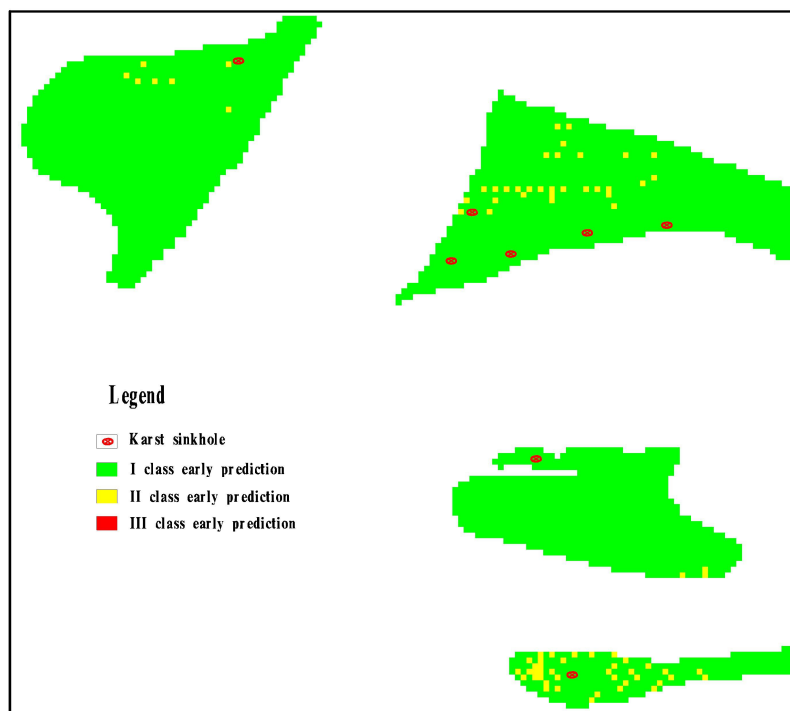 Legend
Karst sinkhole
I class early prediction
II class early prediction
III class early prediction